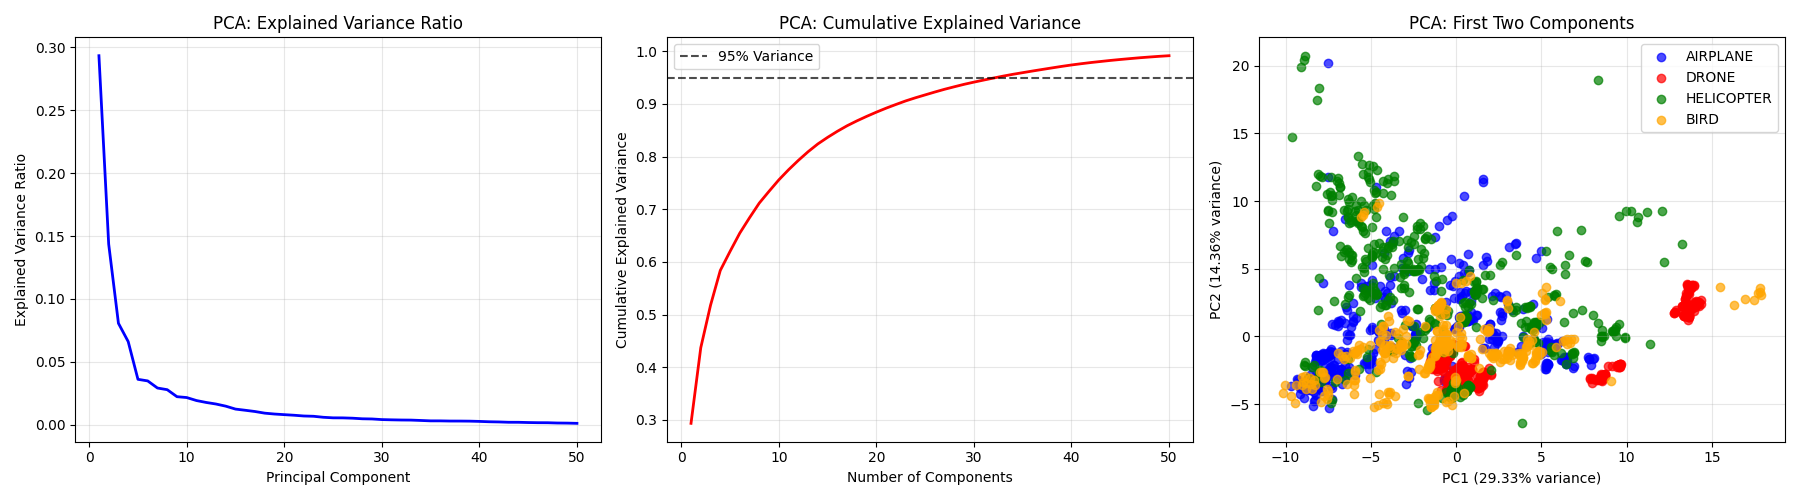 PCA: Explained Variance Ratio
Explained Variance Ratio
0.30
0.25
0.20
0.15
0.10
0.05
0.00
0 10 20 30 40 50
Principal Component
PCA: Cumulative Explained Variance
95% Variance
Cumulative Explained Variance
1.0
0.9
0.8
0.7
0.6
0.5
0.4
0.3
0 10 20 30 40 50
Number of Components
PCA: First Two Components
AIRPLANE
DRONE
HELICOPTER
BIRD
PC2 (14.36% variance)
20
15
10
5
0
−5
−10 −5 0 5 10 15
PC1 (29.33% variance)